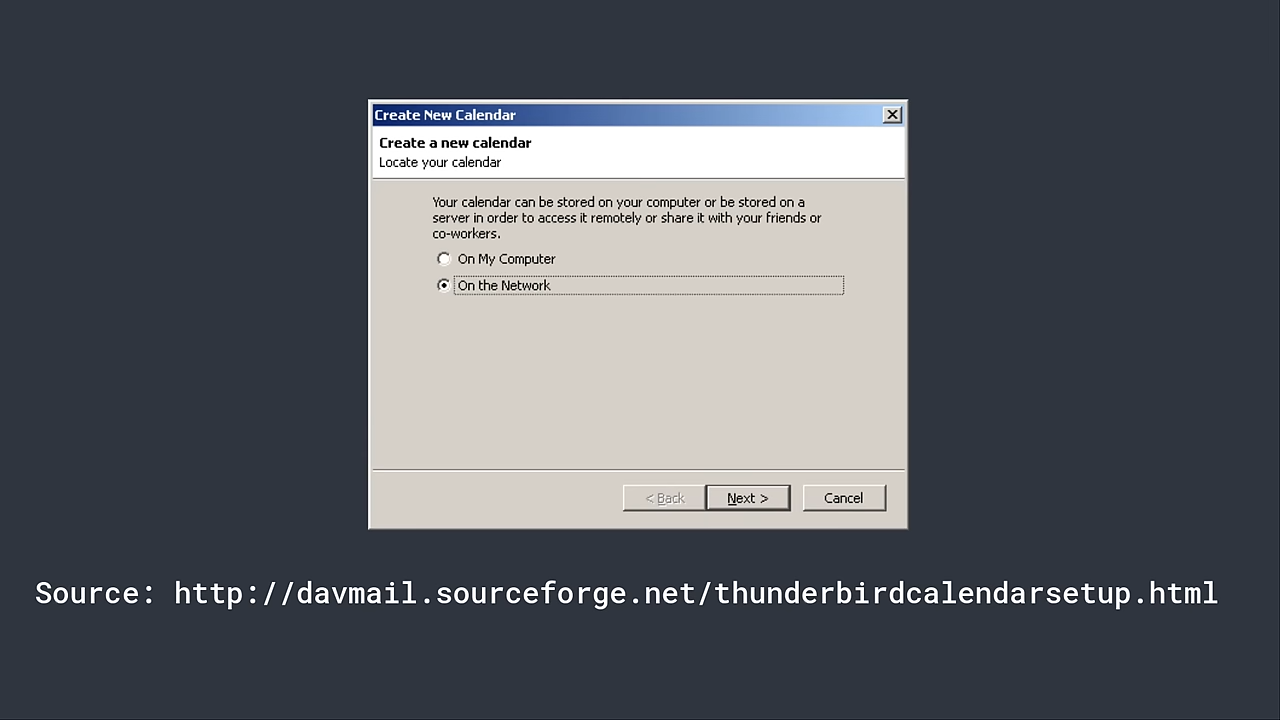 Create New Calendar
Create a new calendar
Locate your calendar
Your calendar can be stored on your computer or be stored on a
server in order to access it remotely or share it with your friends or
co-workers.
On My Computer
On the Network
< Back Next > Cancel
Source: http://davmail.sourceforge.net/thunderbirdcalendarsetup.html